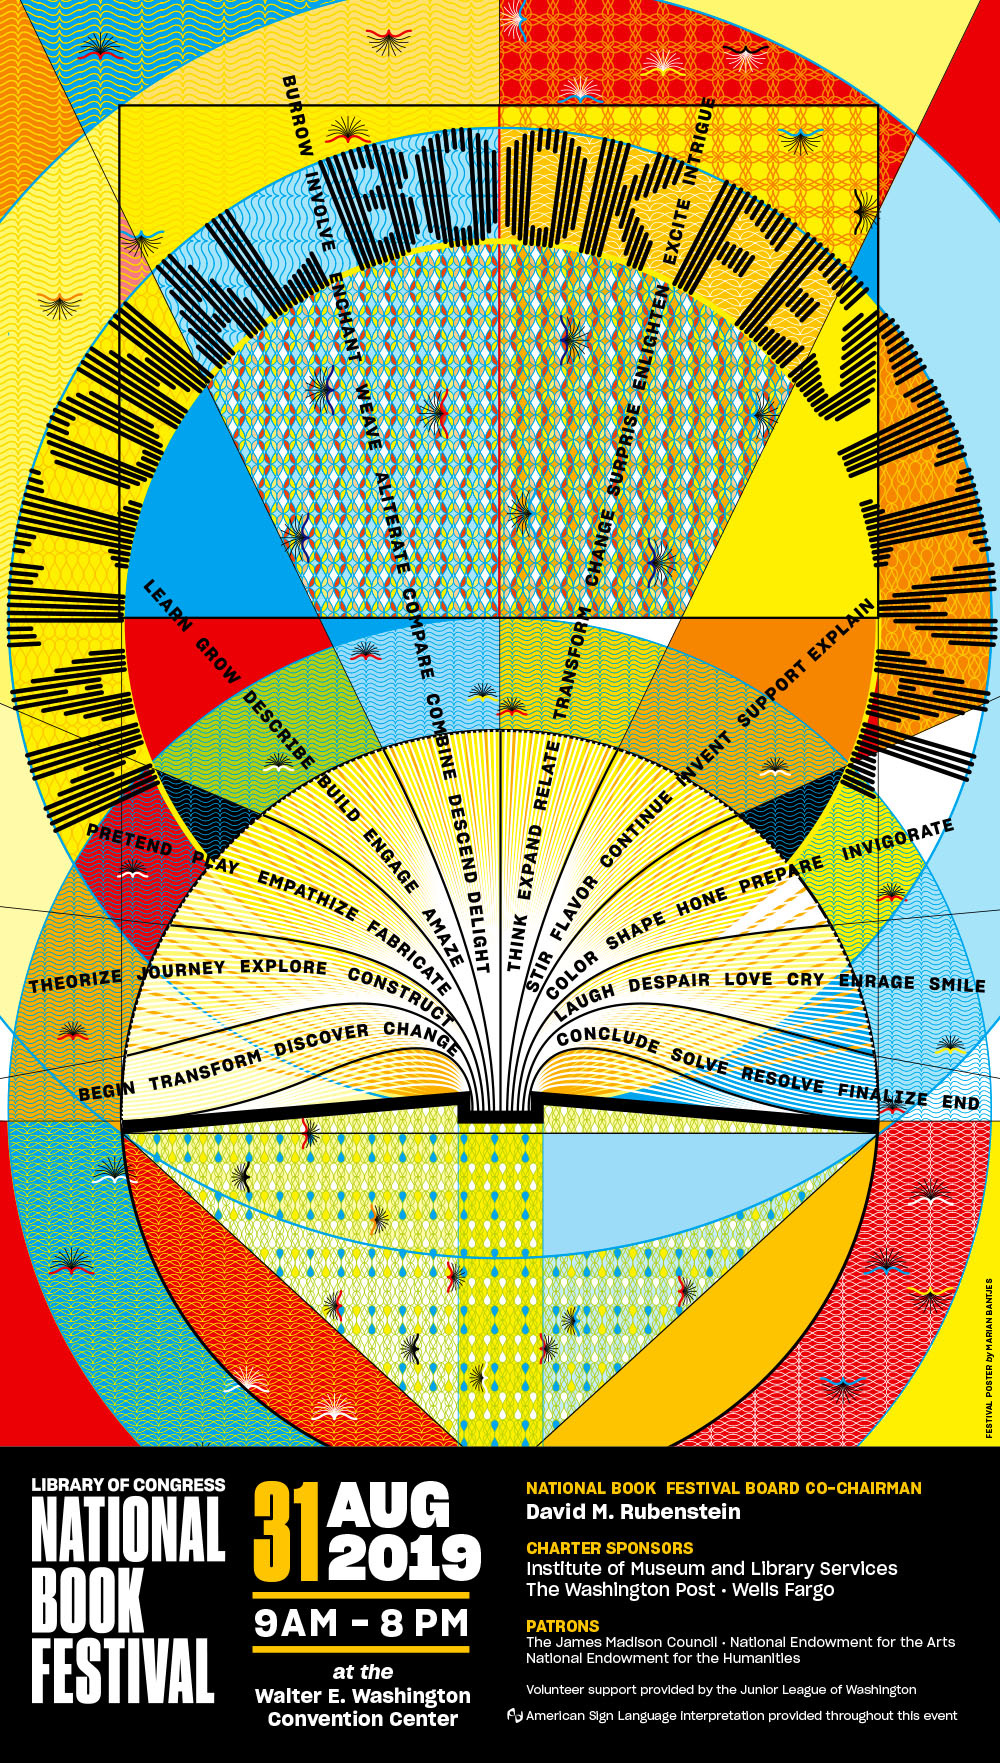 NATIONAL BOOK FESTIVAL
BURROW INVOLVE ENCHANT WEAVE ALITERATE COMPARE COMBINE DESCEND DELIGHT
THINK EXPAND RELATE TRANSFORM CHANGE SURPRISE ENLIGHTEN EXCITE INTRIGUE
LEARN GROW DESCRIBE BUILD ENGAGE AMAZE
STIR FLAVOR CONTINUE INVENT SUPPORT EXPLAIN
PRETEND PLAY EMPATHIZE FABRICATE
COLOR SHAPE HONE PREPARE INVIGORATE
THEORIZE JOURNEY EXPLORE CONSTRUCT
LAUGH DESPAIR LOVE CRY ENRAGE SMILE
BEGIN TRANSFORM DISCOVER CHANGE
CONCLUDE SOLVE RESOLVE FINALIZE END
FESTIVAL POSTER by MARIAN BANTJES
LIBRARY OF CONGRESS
NATIONAL
BOOK
FESTIVAL
31 AUG
2019
9AM – 8 PM
at the
Walter E. Washington
Convention Center
NATIONAL BOOK FESTIVAL BOARD CO-CHAIRMAN
David M. Rubenstein
CHARTER SPONSORS
Institute of Museum and Library Services
The Washington Post • Wells Fargo
PATRONS
The James Madison Council • National Endowment for the Arts
National Endowment for the Humanities
Volunteer support provided by the Junior League of Washington
American Sign Language interpretation provided throughout this event